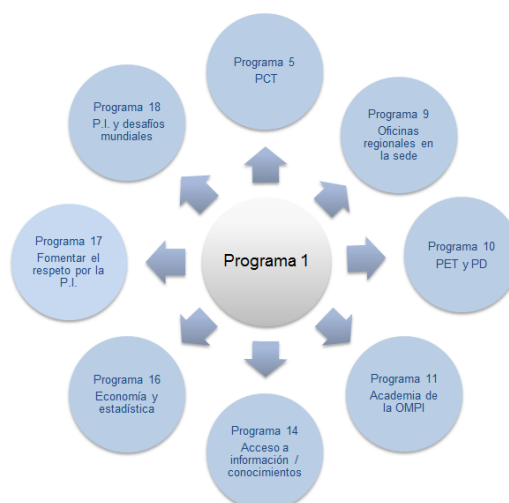 Programa 5
PCT
Programa 18
P.I. y desafíos
mundiales
Programa 9
Oficinas
regionales en
la sede
Programa 17
Fomentar el
respeto por la
P.I.
Programa 1
Programa 10
PET y PD
Programa 16
Economía y
estadística
Programa 11
Academia de
la OMPI
Programa 14
Acceso a
información /
conocimientos